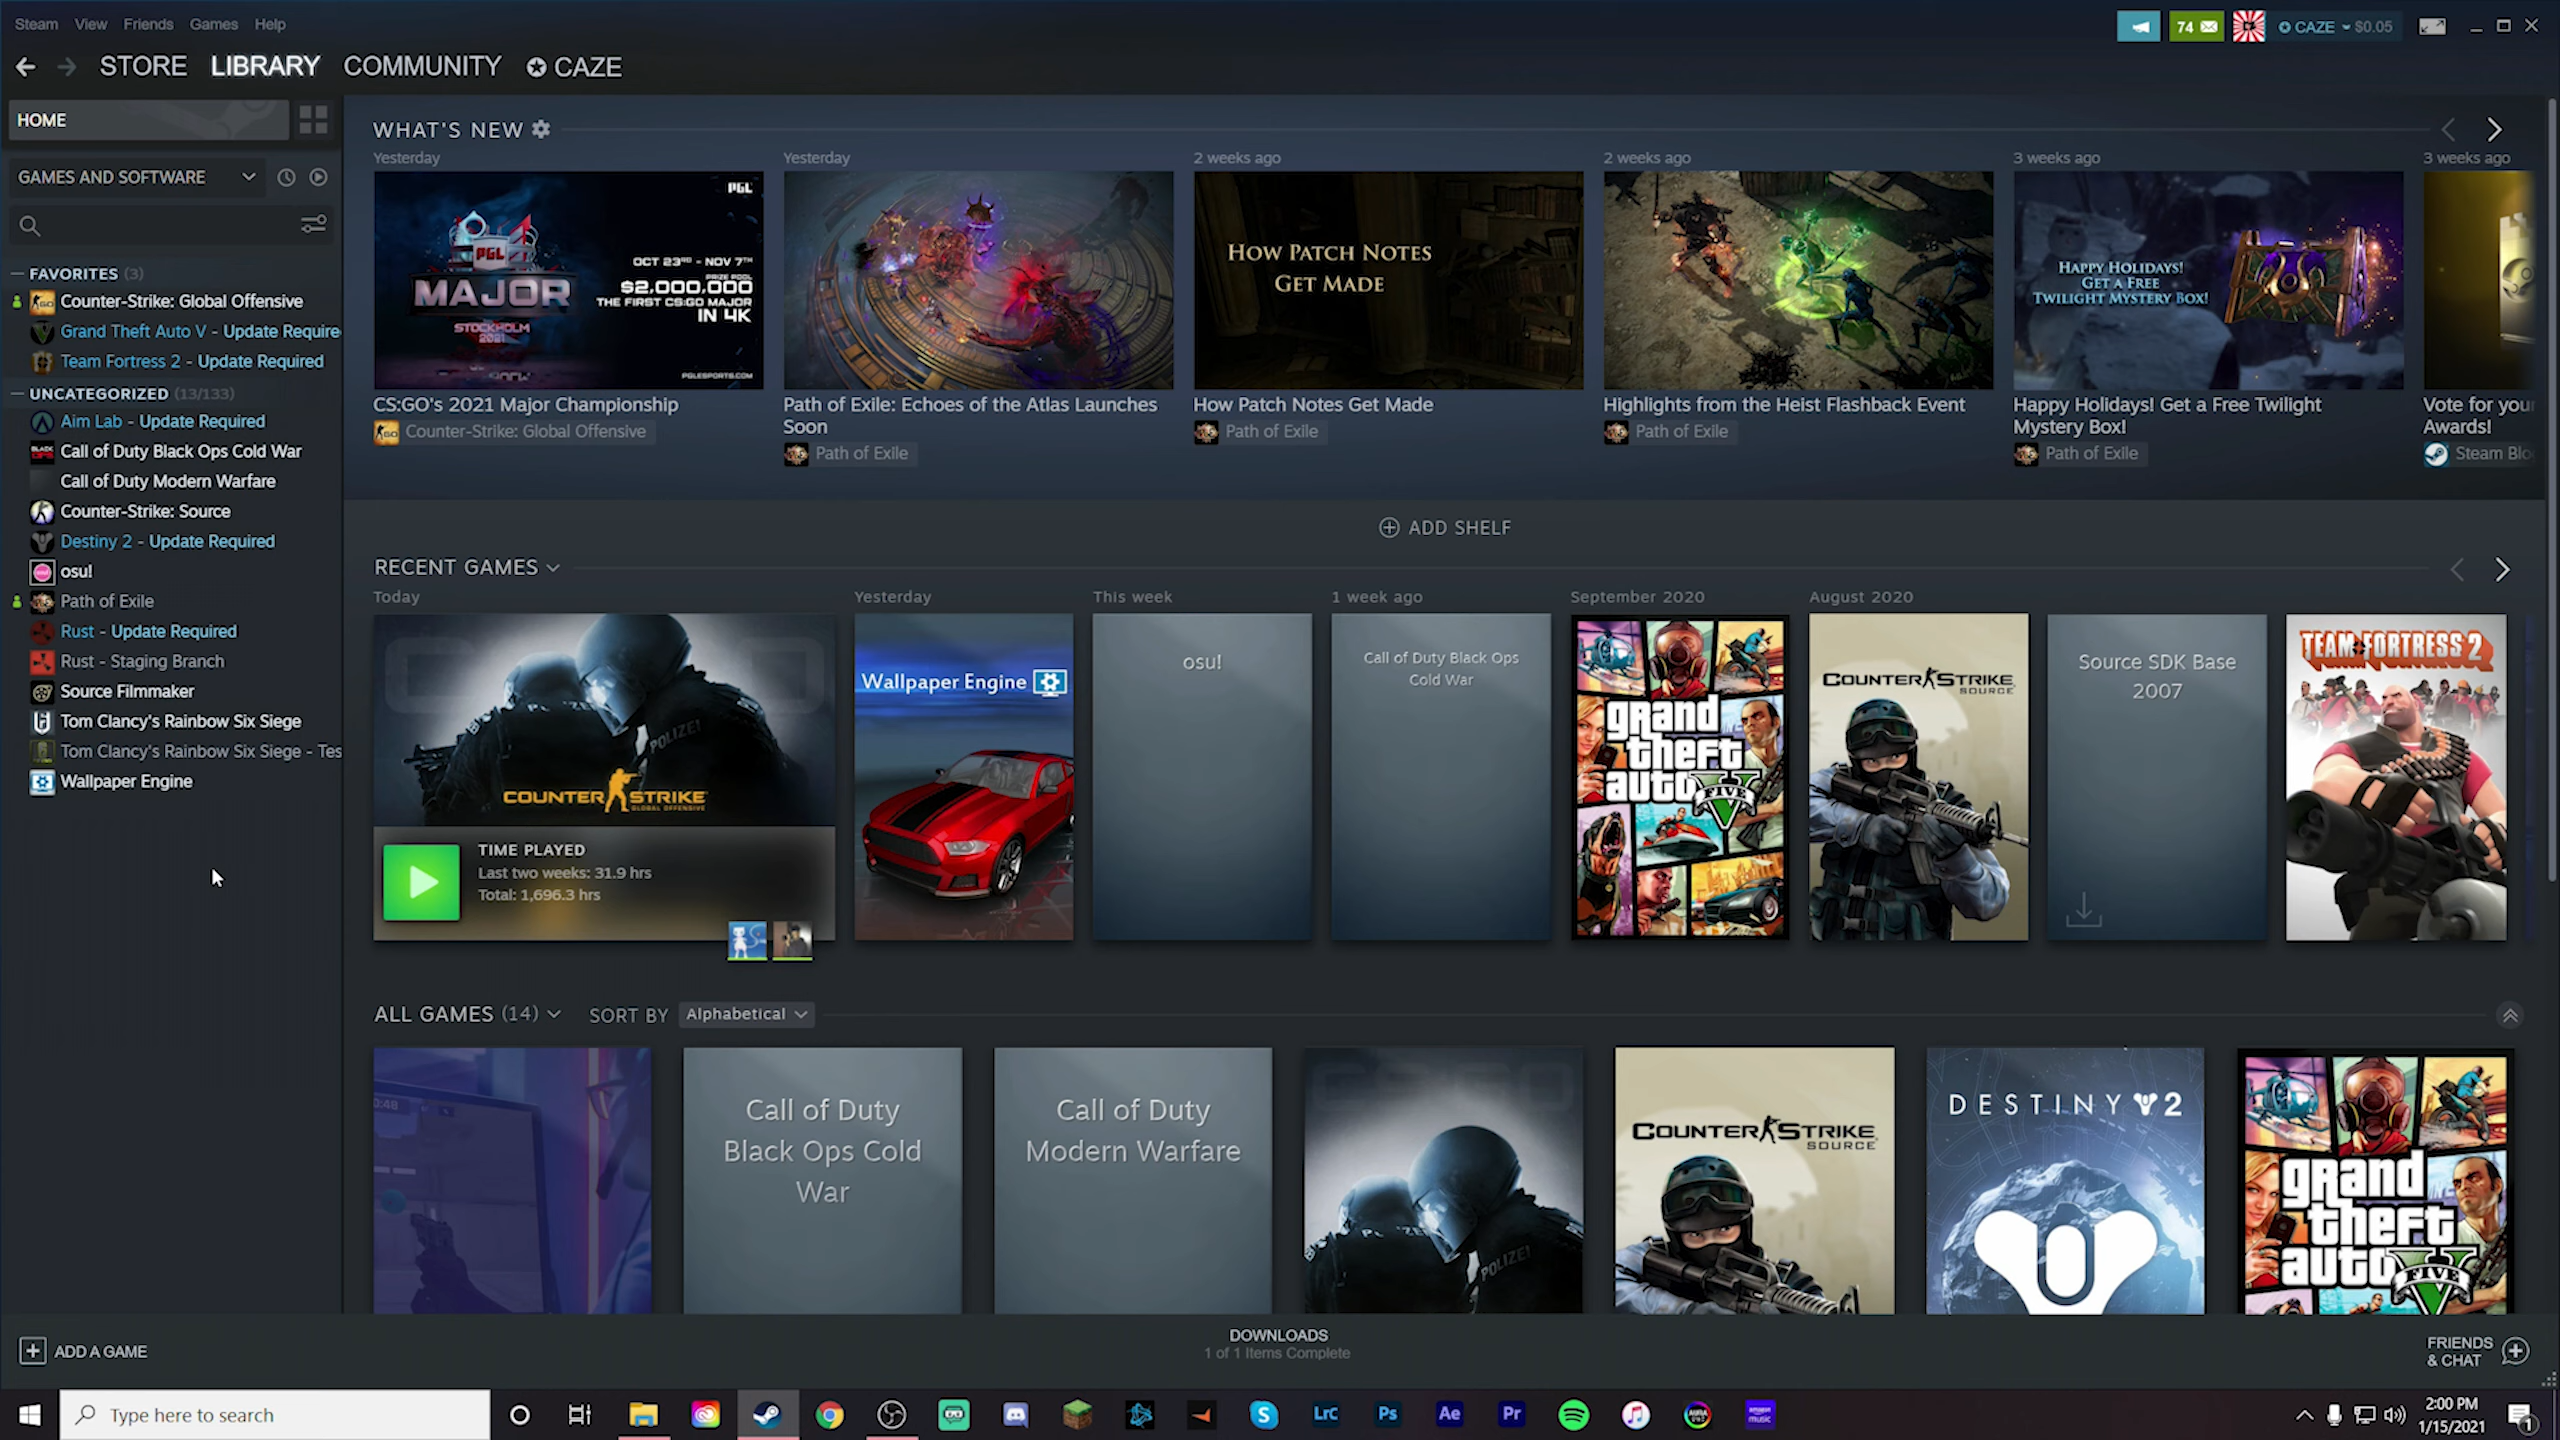 Steam View Friends Games Help
74 CAZE $0.05
STORE LIBRARY COMMUNITY CAZE
HOME
GAMES AND SOFTWARE
FAVORITES (3)
Counter-Strike: Global Offensive
Grand Theft Auto V - Update Require
Team Fortress 2 - Update Required
UNCATEGORIZED (13/133)
Aim Lab - Update Required
Call of Duty Black Ops Cold War
Call of Duty Modern Warfare
Counter-Strike: Source
Destiny 2 - Update Required
osu!
Path of Exile
Rust - Update Required
Rust - Staging Branch
Source Filmmaker
Tom Clancy's Rainbow Six Siege
Tom Clancy's Rainbow Six Siege - Tes
Wallpaper Engine
WHAT'S NEW
Yesterday
PGL
PGL
MAJOR
STOCKHOLM
2021
OCT 23RD - NOV 7TH
PRIZE POOL
$2,000,000
THE FIRST CS:GO MAJOR
IN 4K
PGLESPORTS.COM
CS:GO's 2021 Major Championship
Counter-Strike: Global Offensive
Yesterday
Path of Exile: Echoes of the Atlas Launches
Soon
Path of Exile
2 weeks ago
HOW PATCH NOTES
GET MADE
How Patch Notes Get Made
Path of Exile
2 weeks ago
Highlights from the Heist Flashback Event
Path of Exile
3 weeks ago
HAPPY HOLIDAYS!
GET A FREE
TWILIGHT MYSTERY BOX!
Happy Holidays! Get a Free Twilight
Mystery Box!
Path of Exile
3 weeks ago
Vote for your
Awards!
Steam Blo
ADD SHELF
RECENT GAMES
Today
POLIZEI
COUNTER STRIKE
GLOBAL OFFENSIVE
TIME PLAYED
Last two weeks: 31.9 hrs
Total: 1,696.3 hrs
Yesterday
Wallpaper Engine
This week
osu!
1 week ago
Call of Duty Black Ops
Cold War
September 2020
grand
theft
auto
FIVE
August 2020
COUNTER STRIKE
SOURCE
Source SDK Base
2007
TEAM FORTRESS 2
ALL GAMES (14) SORT BY Alphabetical
0:48
Call of Duty
Black Ops Cold
War
Call of Duty
Modern Warfare
POLIZEI
COUNTER STRIKE
SOURCE
DESTINY 2
grand
theft
auto
FIVE
ADD A GAME
DOWNLOADS
1 of 1 Items Complete
FRIENDS
& CHAT
Type here to search
LrC Ps Ae Pr
amazon
music
2:00 PM
1/15/2021
1